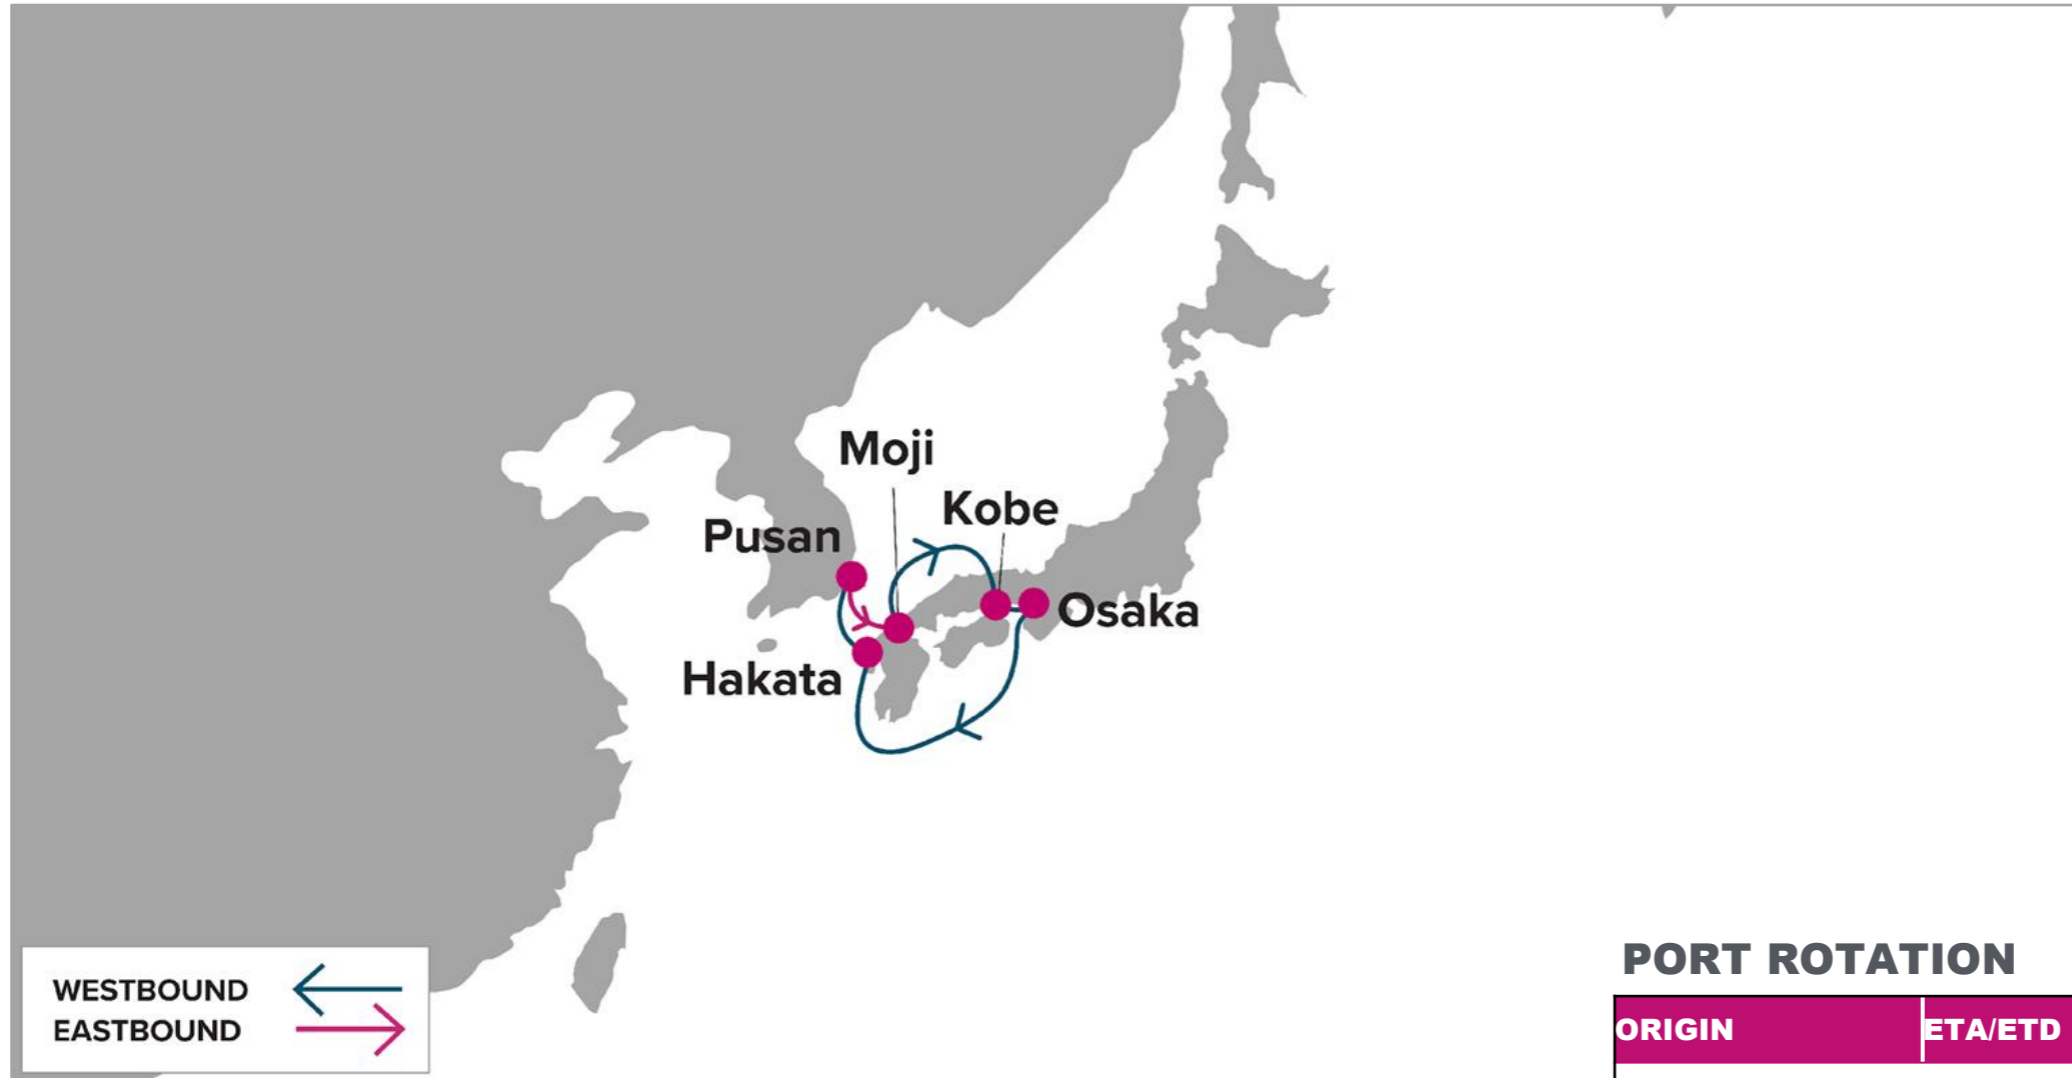 Moji
Kobe
Pusan
Osaka
Hakata
WESTBOUND
EASTBOUND
PORT ROTATION
ORIGIN ETA/ETD